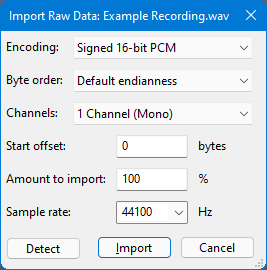 Import Raw Data: Example Recording.wav
Encoding: Signed 16-bit PCM
Byte order: Default endianness
Channels: 1 Channel (Mono)
Start offset: 0 bytes
Amount to import: 100 %
Sample rate: 44100 Hz
Detect Import Cancel